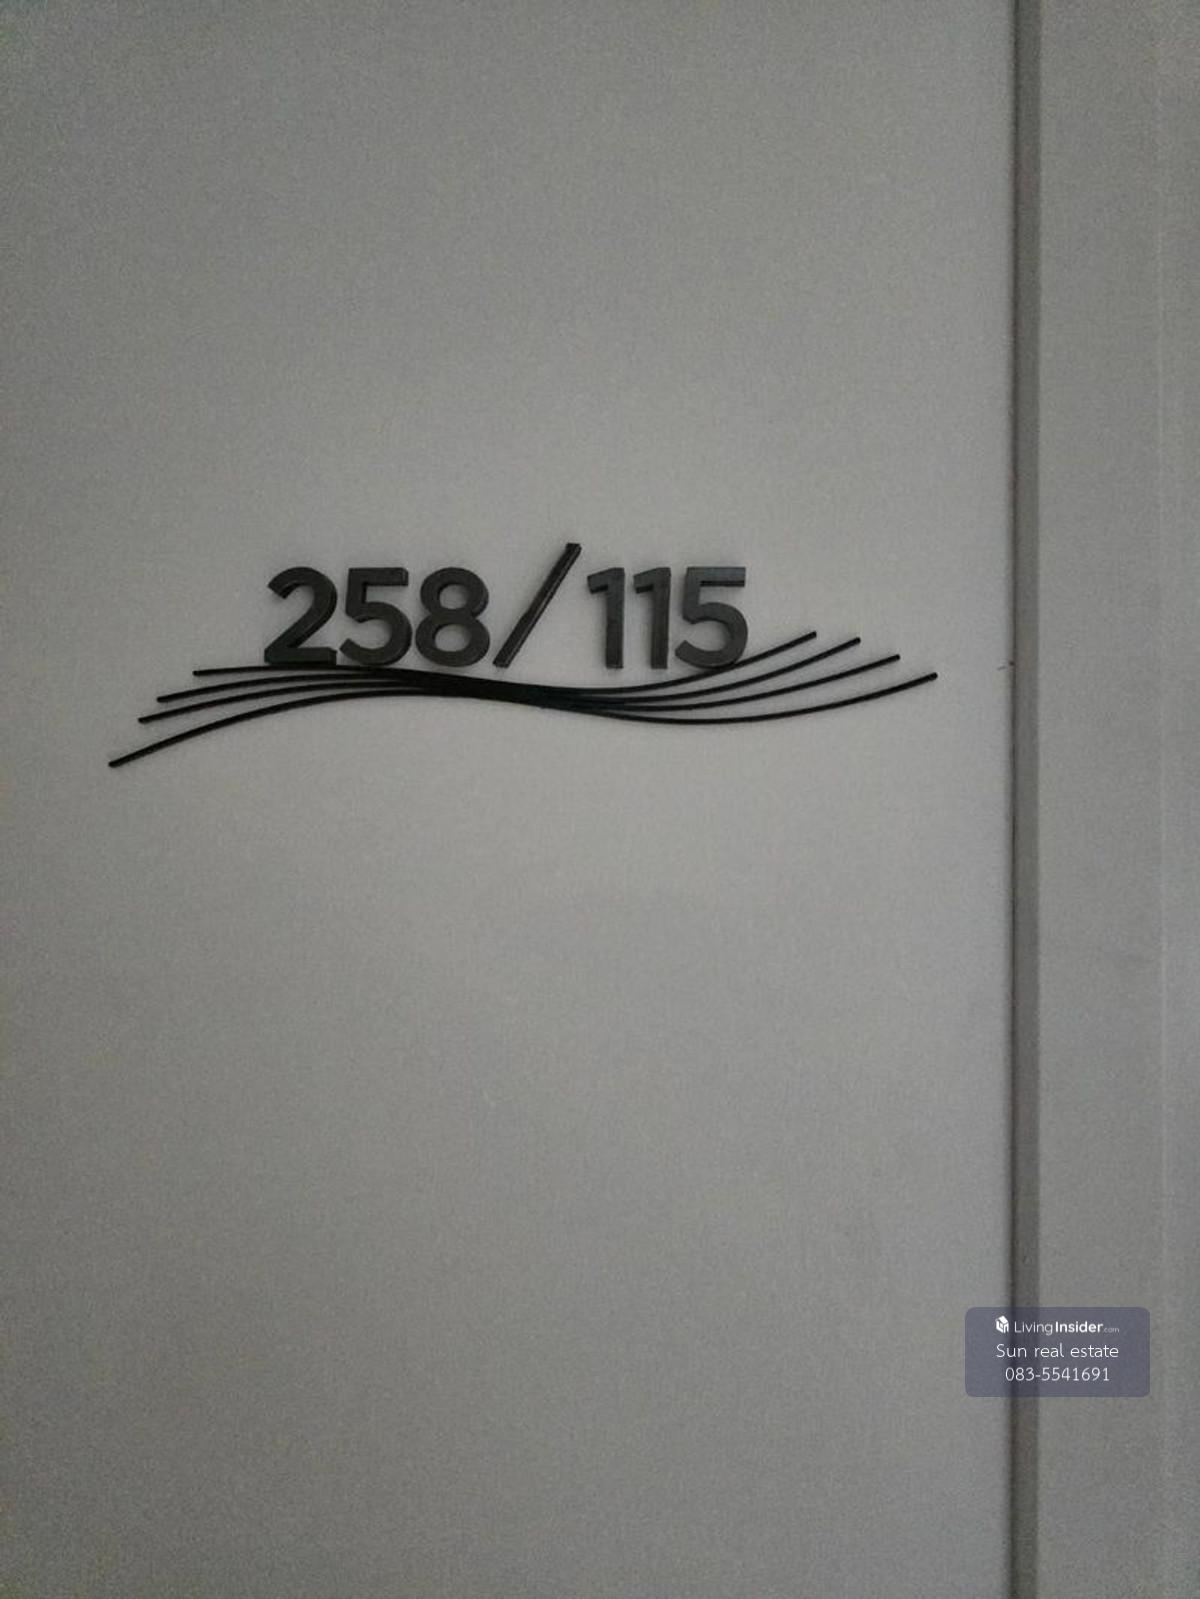 258/115
LivingInsider.com
Sun real estate
083-5541691